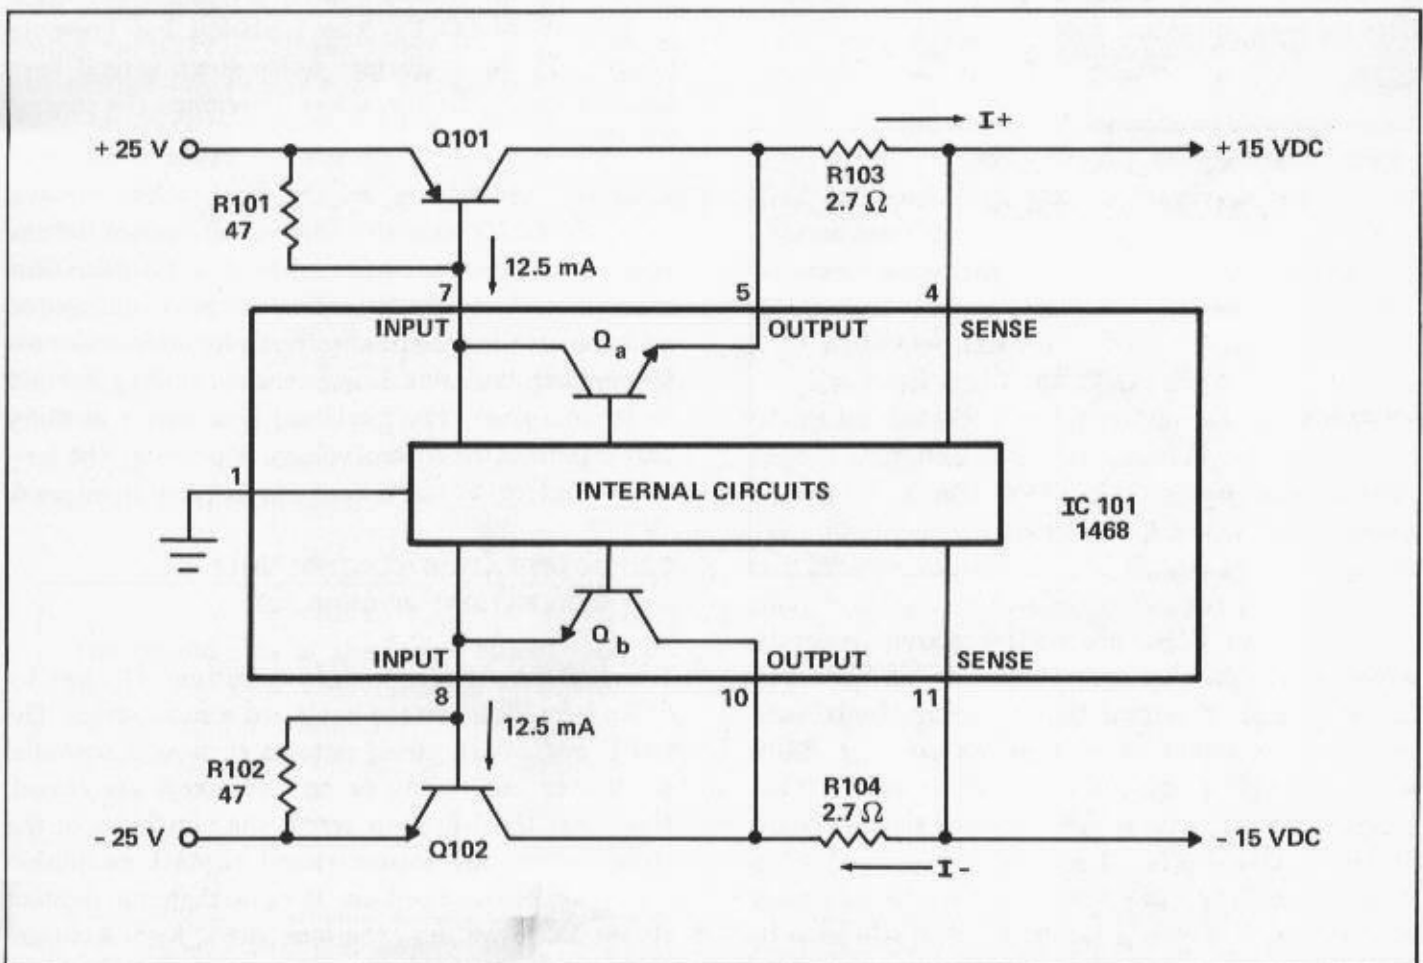 Q101
I+
+ 25 V
+ 15 VDC
R101
47
R103
2.7 Ω
12.5 mA
7
5
4
INPUT
Qa
OUTPUT
SENSE
1
INTERNAL CIRCUITS
IC 101
1468
INPUT
Qb
OUTPUT
SENSE
8
10
11
12.5 mA
R102
47
R104
2.7 Ω
- 25 V
- 15 VDC
Q102
I-